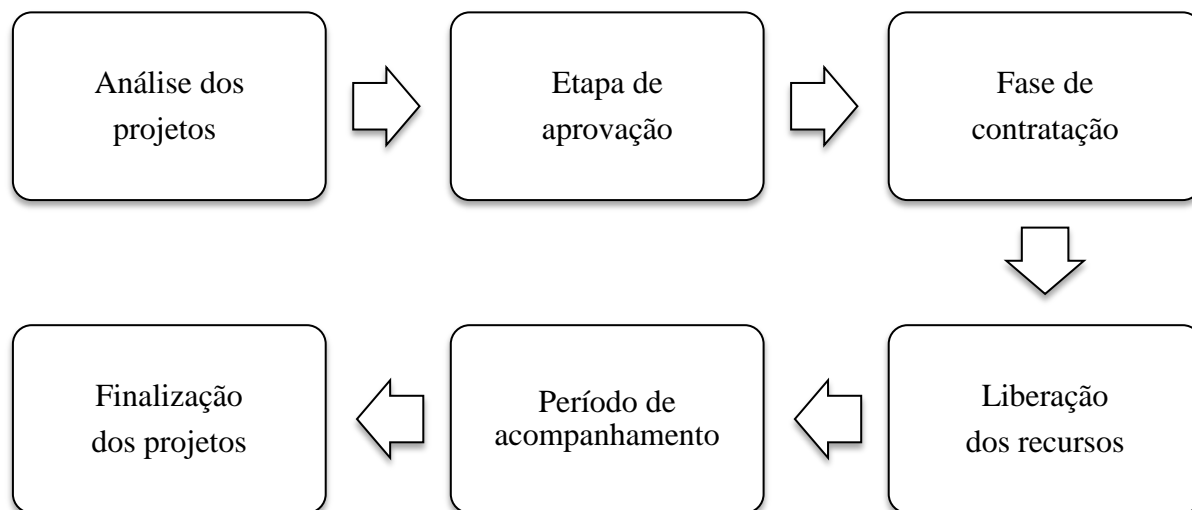 Análise dos
projetos
Etapa de
aprovação
Fase de
contratação
Liberação
dos recursos
Período de
acompanhamento
Finalização
dos projetos